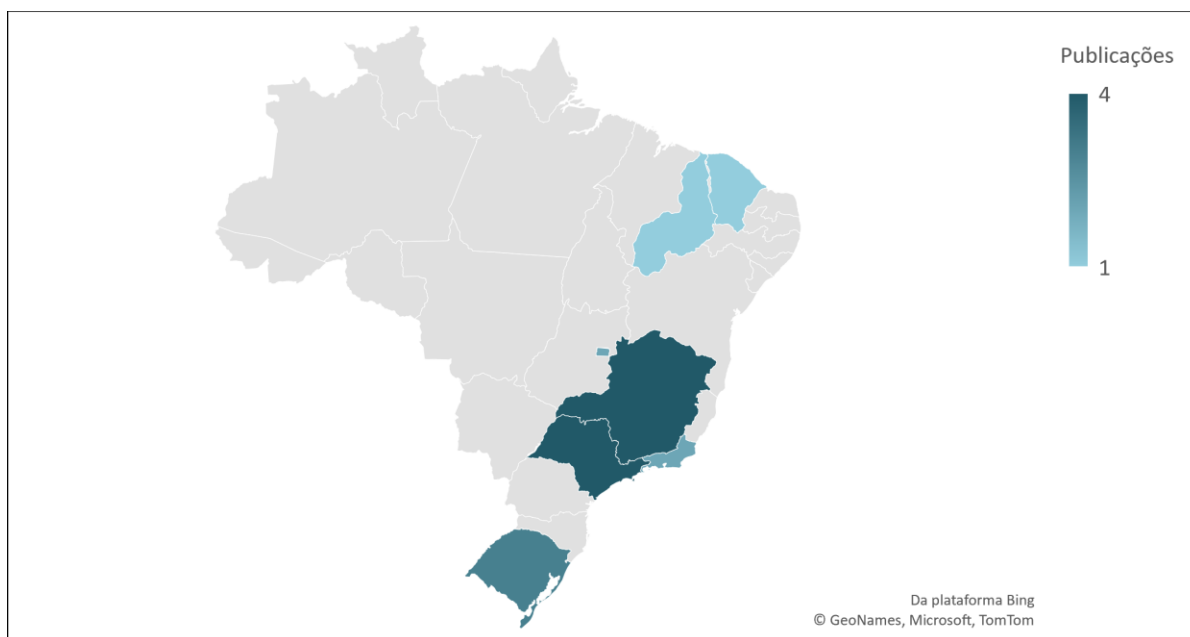 Publicações
4
1
Da plataforma Bing
© GeoNames, Microsoft, TomTom